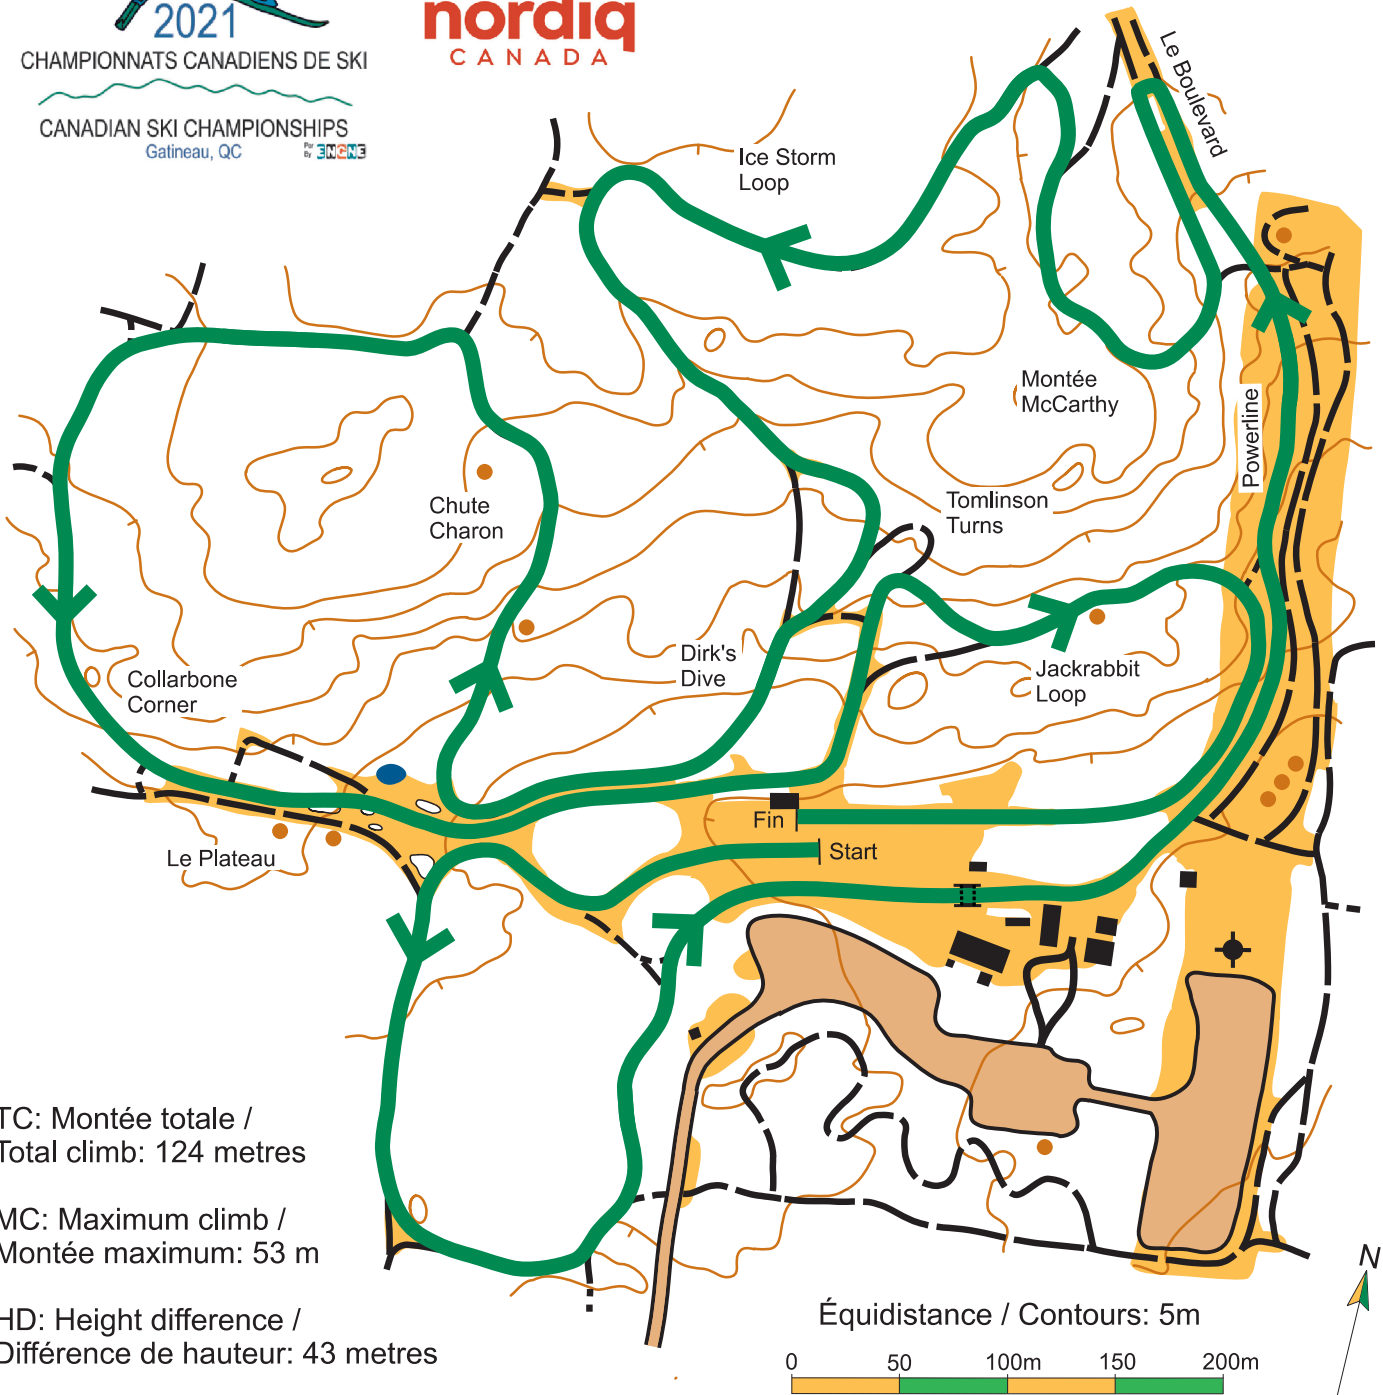 2021
CHAMPIONNATS CANADIENS DE SKI
CANADIAN SKI CHAMPIONSHIPS
Gatineau, QC
Par
By ENGNE
nordiq
CANADA
Le Boulevard
Ice Storm
Loop
Montée
McCarthy
Powerline
Chute
Charon
Tomlinson
Turns
Dirk's
Dive
Jackrabbit
Loop
Collarbone
Corner
Fin
Start
Le Plateau
TC: Montée totale /
Total climb: 124 metres
MC: Maximum climb /
Montée maximum: 53 m
HD: Height difference /
Différence de hauteur: 43 metres
N
Équidistance / Contours: 5m
0 50 100m 150 200m